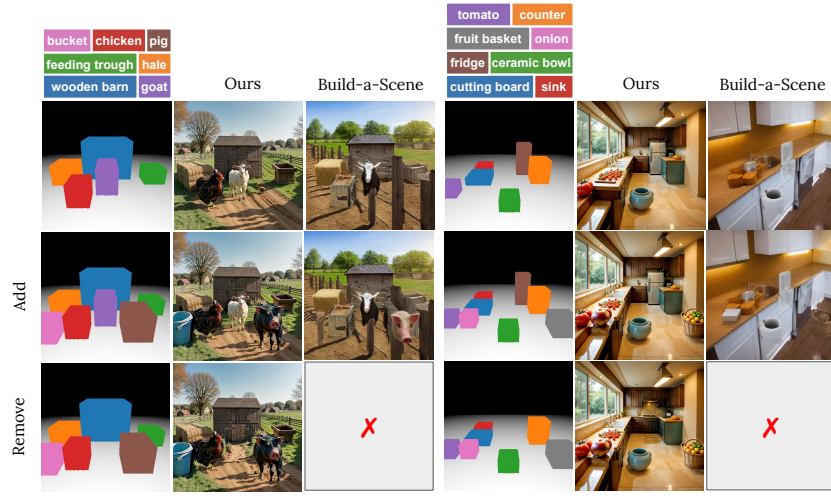 bucket chicken pig
feeding trough hale
wooden barn goat
Ours
Build-a-Scene
tomato counter
fruit basket onion
fridge ceramic bowl
cutting board sink
Ours
Build-a-Scene
Add
Remove
✗
✗